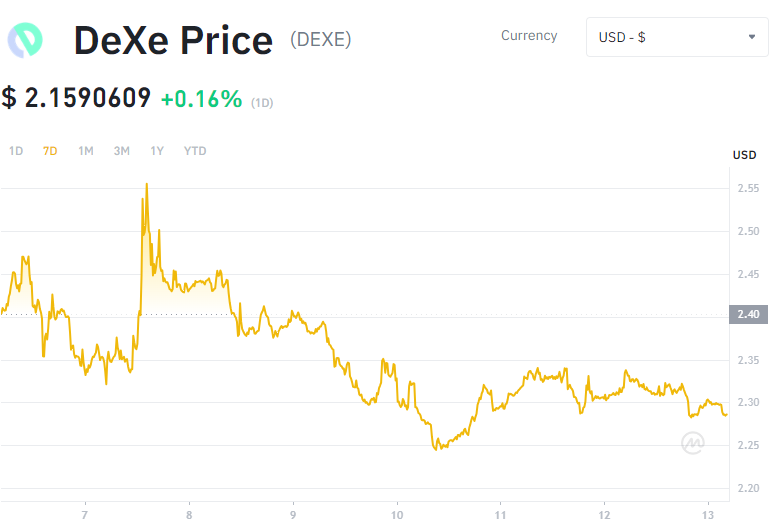 DeXe Price (DEXE)
Currency
USD - $
$ 2.1590609 +0.16% (1D)
1D 7D 1M 3M 1Y YTD
USD
2.55
2.50
2.45
2.40
2.35
2.30
2.25
2.20
7 8 9 10 11 12 13